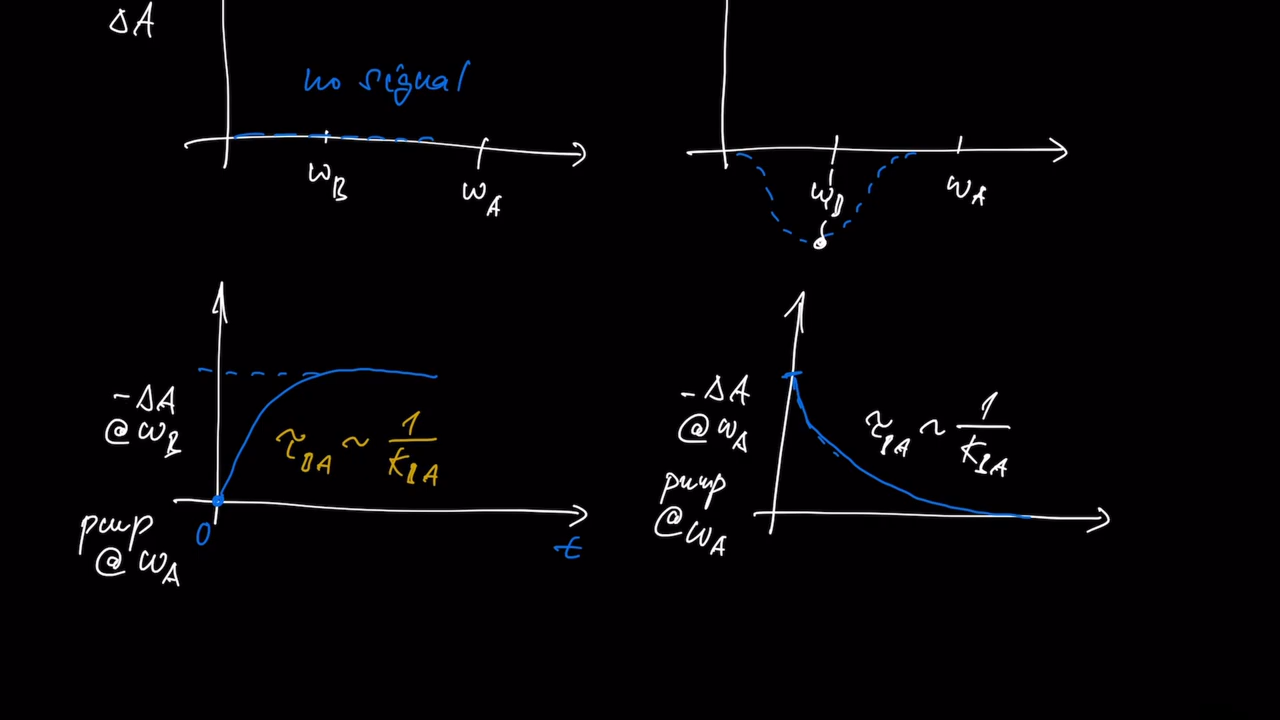 ΔA
no signal
ω_B
ω_A
ω_B
ω_A
-ΔA
@ ω_B
τ_BA ~ 1/k_BA
pump
@ ω_A
0
t
-ΔA
@ ω_A
τ_BA ~ 1/k_BA
pump
@ ω_A